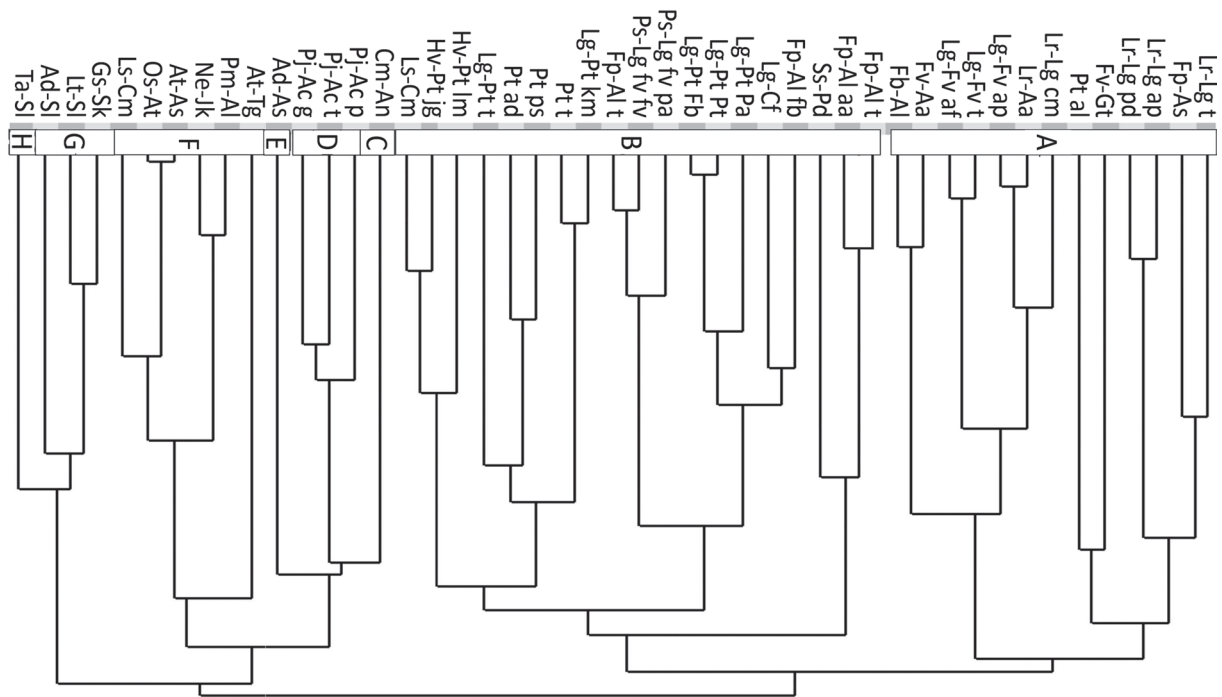 Ta-Sl
Ad-Sl
Lt-Sl
Gs-Slk
Ls-Cm
Os-At
At-As
Ne-Jk
Pm-Al
At-Tg
Ad-As
Pj-Ac g
Pj-Ac t
Pj-Ac p
Cm-An
Ls-Cm
Hv-Pt jg
Hv-Pt lm
Lg-Pt t
Pt ad
Pt ps
Pt t
Lg-Pt km
Fp-Al t
Ps-Lg fv fv
Ps-Lg fv pa
Lg-Pt Fb
Lg-Pt Pt
Lg-Pt Pa
Lg-Cf
Fp-Al fb
Ss-Pd
Fp-Al aa
Fp-Al t
Fb-Al
Fv-Aa
Lg-Fv af
Lg-Fv t
Lg-Fv ap
Lr-Aa
Lr-Lg cm
Pt al
Fv-Gt
Lr-Lg pd
Lr-Lg ap
Fp-As
Lr-Lg t
H
G
F
E
D
C
B
A